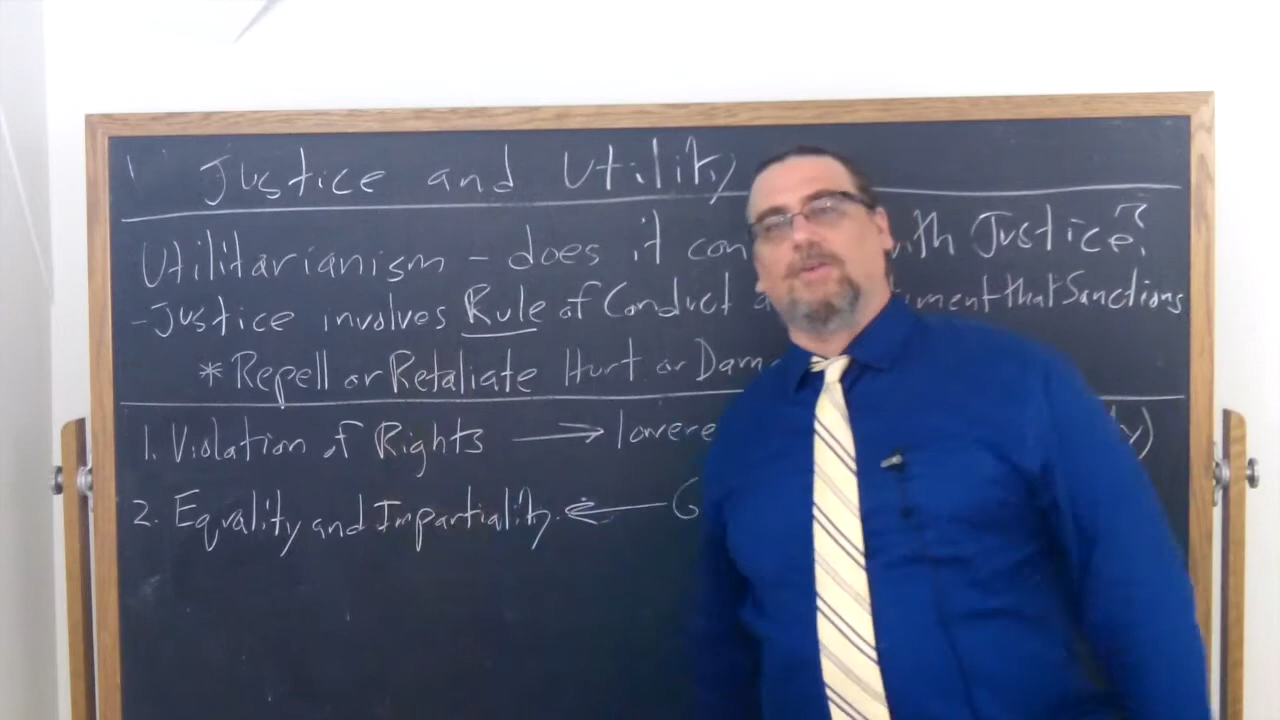 Justice and Utility
Utilitarianism - does it con with Justice?
-Justice involves Rule of Conduct a timent that Sanctions
* Repell or Retaliate Hurt or Dam
1. Violation of Rights → lowere y)
2. Equality and Impartiality ← G